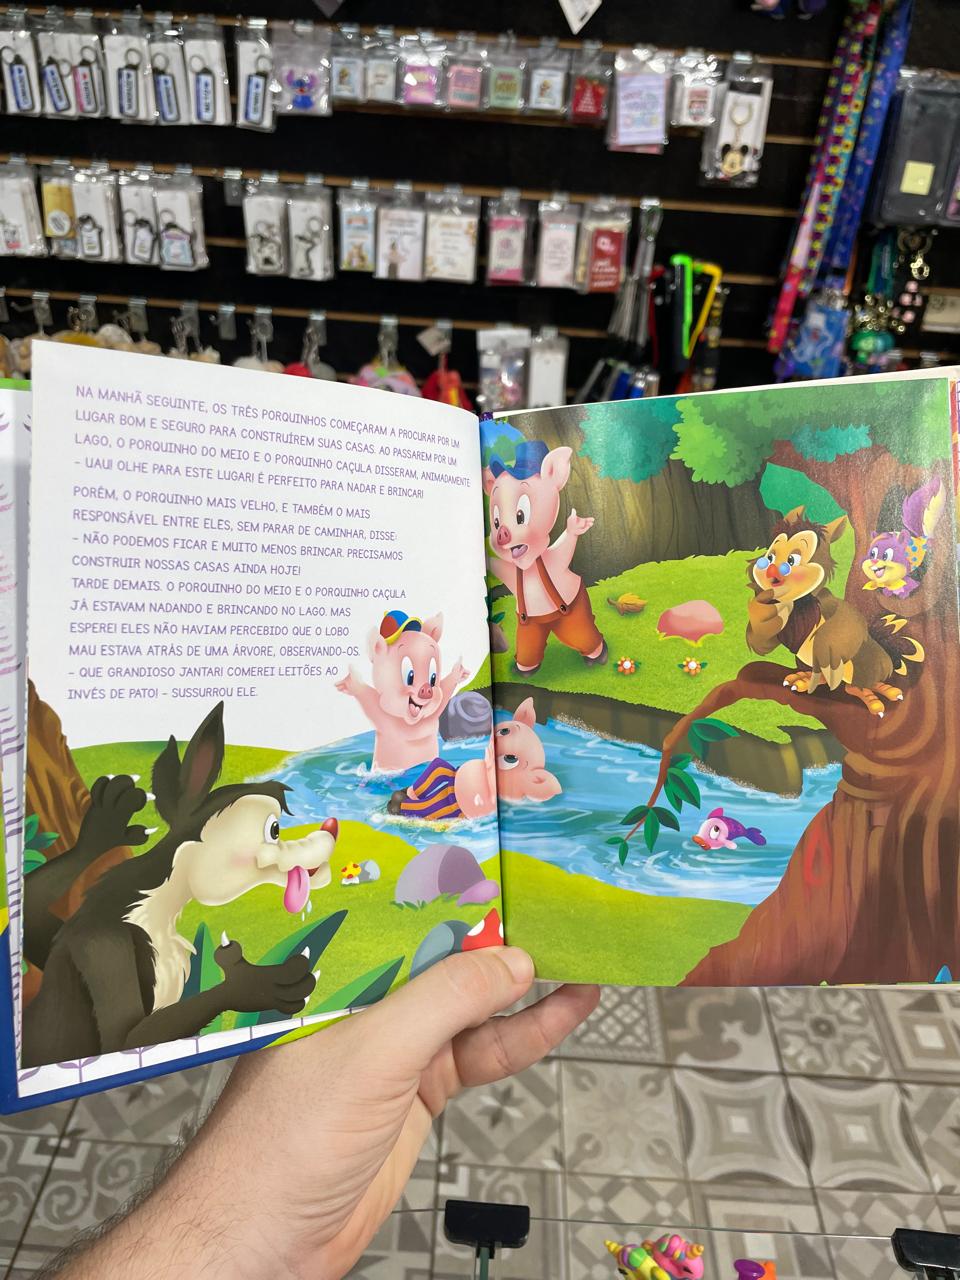 NA MANHÃ SEGUINTE, OS TRÊS PORQUINHOS COMEÇARAM A PROCURAR POR UM
LUGAR BOM E SEGURO PARA CONSTRUÍREM SUAS CASAS. AO PASSAREM POR UM
LAGO, O PORQUINHO DO MEIO E O PORQUINHO CAÇULA DISSERAM, ANIMADAMENTE:
- UAU! OLHE PARA ESTE LUGAR! É PERFEITO PARA NADAR E BRINCAR!
PORÉM, O PORQUINHO MAIS VELHO, E TAMBÉM O MAIS
RESPONSÁVEL ENTRE ELES, SEM PARAR DE CAMINHAR, DISSE:
- NÃO PODEMOS FICAR E MUITO MENOS BRINCAR. PRECISAMOS
CONSTRUIR NOSSAS CASAS AINDA HOJE!
TARDE DEMAIS. O PORQUINHO DO MEIO E O PORQUINHO CAÇULA
JÁ ESTAVAM NADANDO E BRINCANDO NO LAGO. MAS
ESPERE! ELES NÃO HAVIAM PERCEBIDO QUE O LOBO
MAU ESTAVA ATRÁS DE UMA ÁRVORE, OBSERVANDO-OS.
- QUE GRANDIOSO JANTAR! COMEREI LEITÕES AO
INVÉS DE PATO! - SUSSURROU ELE.